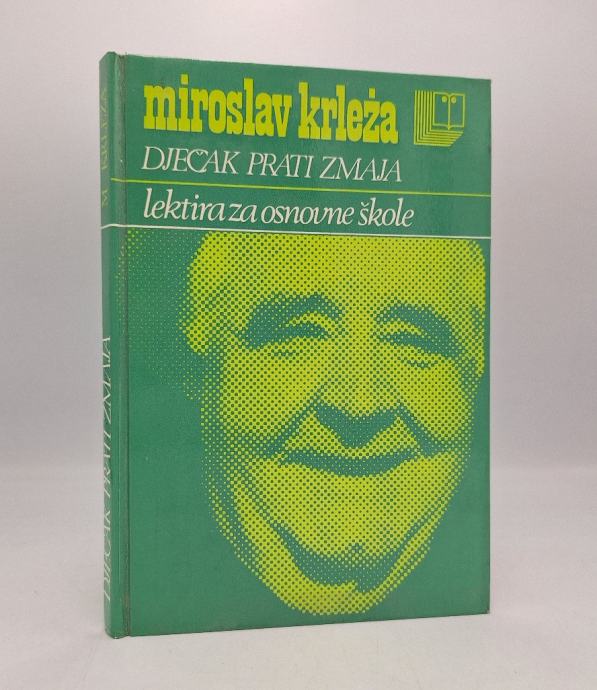 miroslav krleža
DJEČAK PRATI ZMAJA
lektira za osnovne škole
M. KRLEŽA
DJEČAK PRATI ZMAJA